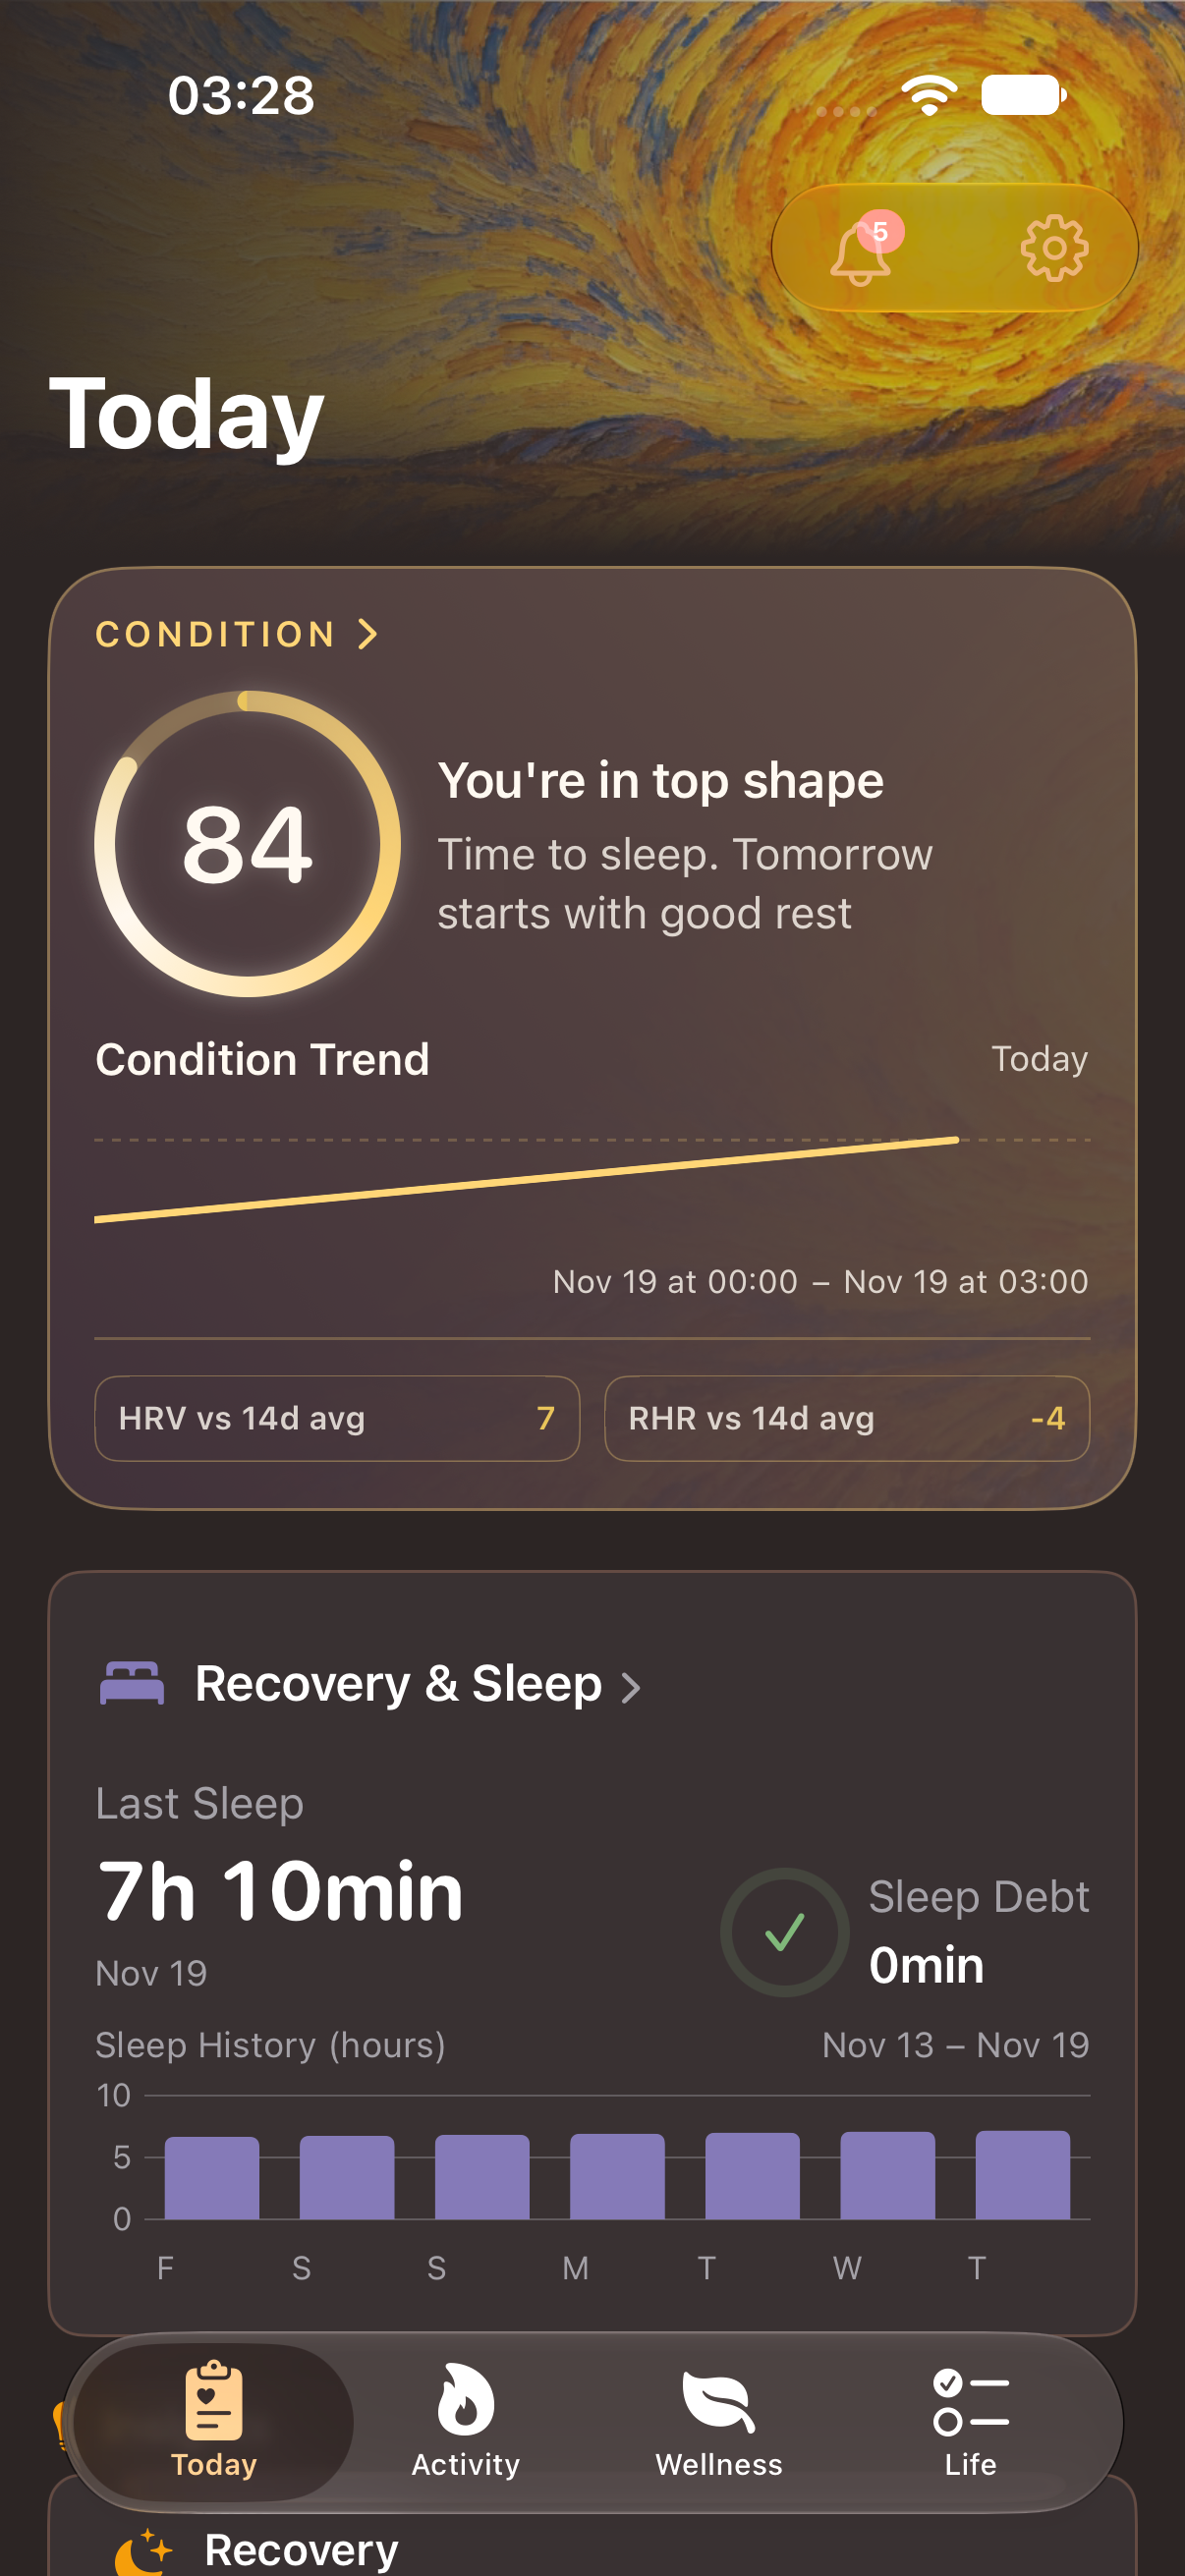 03:28
5
Today
CONDITION
84
You're in top shape
Time to sleep. Tomorrow
starts with good rest
Condition Trend
Today
Nov 19 at 00:00 – Nov 19 at 03:00
HRV vs 14d avg 7
RHR vs 14d avg -4
Recovery & Sleep
Last Sleep
7h 10min
Nov 19
Sleep Debt
0min
Sleep History (hours)
Nov 13 – Nov 19
10
5
0
F S S M T W T
Today
Activity
Wellness
Life
Recovery